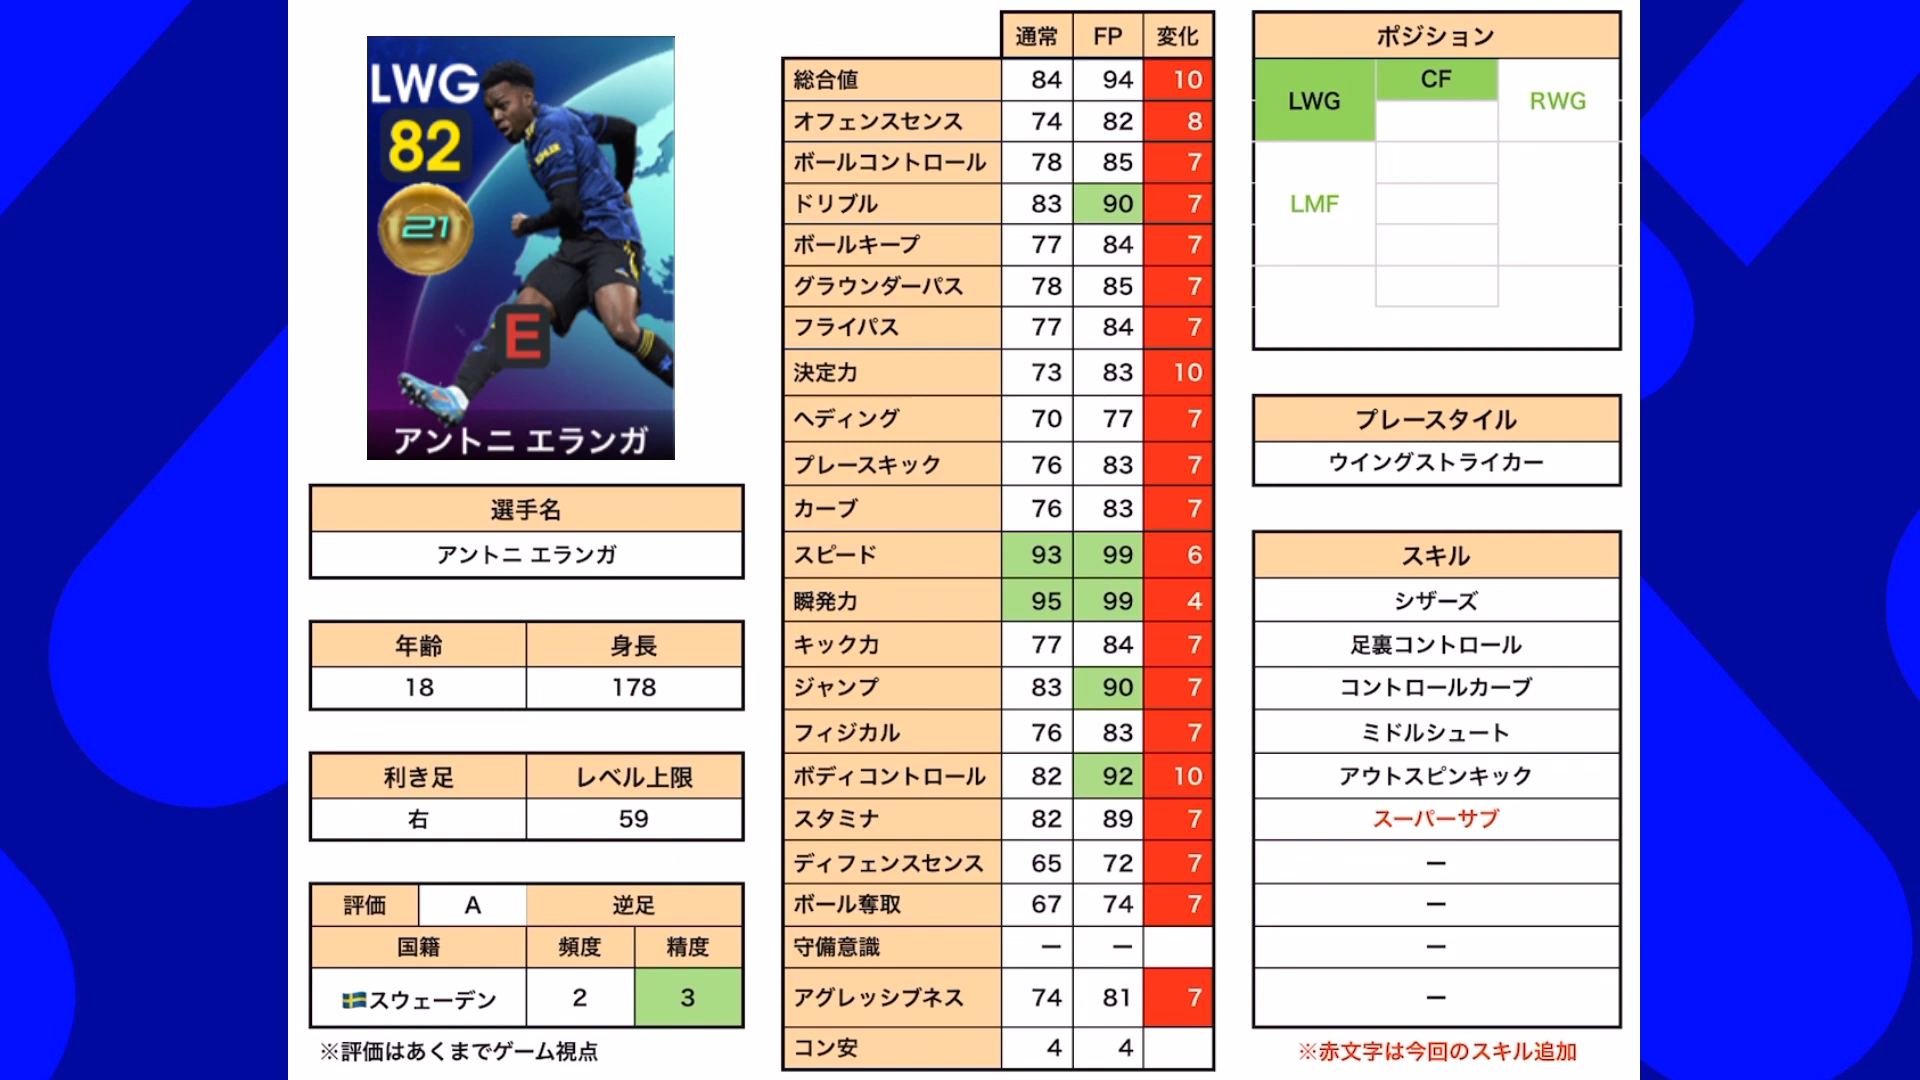 LWG
82
21
E
アントニ エランガ
選手名
アントニ エランガ
年齢 身長
18 178
利き足 レベル上限
右 59
評価 A 逆足
国籍 頻度 精度
🇸🇪スウェーデン 2 3
※評価はあくまでゲーム視点
通常 FP 変化
総合値 84 94 10
オフェンスセンス 74 82 8
ボールコントロール 78 85 7
ドリブル 83 90 7
ボールキープ 77 84 7
グラウンダーパス 78 85 7
フライパス 77 84 7
決定力 73 83 10
ヘディング 70 77 7
プレースキック 76 83 7
カーブ 76 83 7
スピード 93 99 6
瞬発力 95 99 4
キック力 77 84 7
ジャンプ 83 90 7
フィジカル 76 83 7
ボディコントロール 82 92 10
スタミナ 82 89 7
ディフェンスセンス 65 72 7
ボール奪取 67 74 7
守備意識 ー ー
アグレッシブネス 74 81 7
コン安 4 4
ポジション
LWG CF RWG
LMF
プレースタイル
ウイングストライカー
スキル
シザーズ
足裏コントロール
コントロールカーブ
ミドルシュート
アウトスピンキック
スーパーサブ
ー
ー
ー
ー
※赤文字は今回のスキル追加